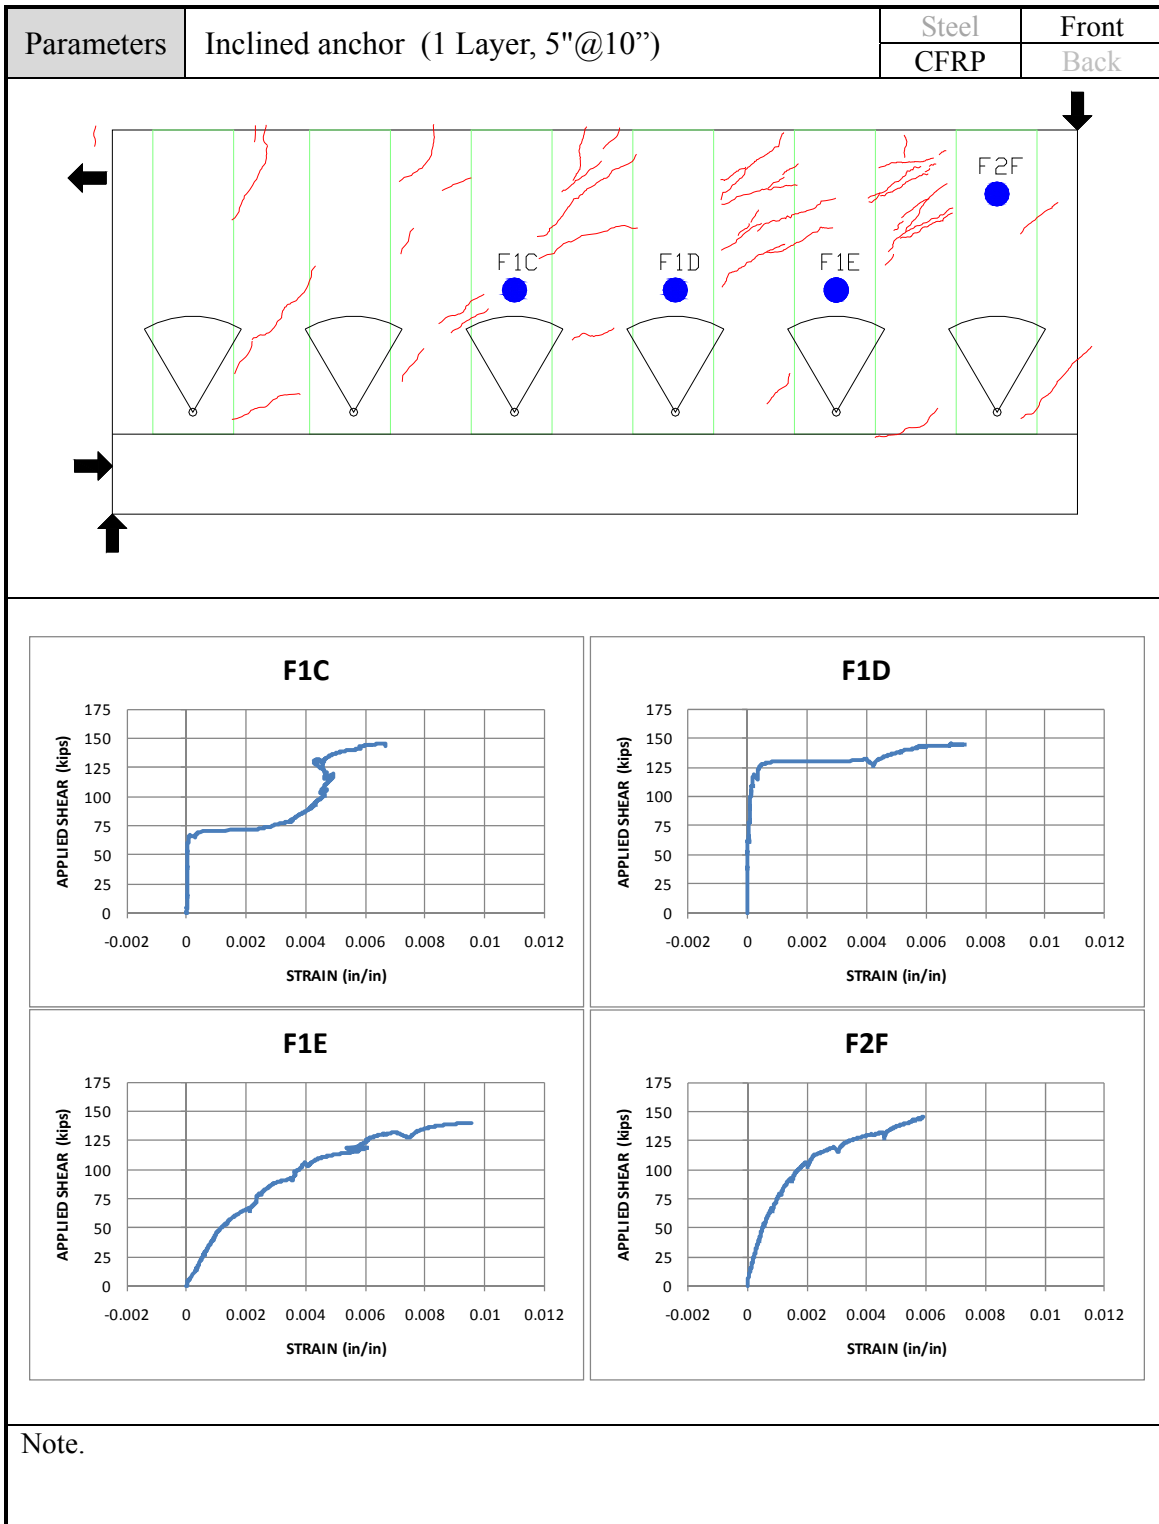 Parameters Inclined anchor (1 Layer, 5"@10”) Steel Front
CFRP Back
F2F
F1C F1D F1E
F1C
175
150
125
100
75
50
25
0
-0.002 0 0.002 0.004 0.006 0.008 0.01 0.012
APPLIED SHEAR (kips)
STRAIN (in/in)
F1D
175
150
125
100
75
50
25
0
-0.002 0 0.002 0.004 0.006 0.008 0.01 0.012
APPLIED SHEAR (kips)
STRAIN (in/in)
F1E
175
150
125
100
75
50
25
0
-0.002 0 0.002 0.004 0.006 0.008 0.01 0.012
APPLIED SHEAR (kips)
STRAIN (in/in)
F2F
175
150
125
100
75
50
25
0
-0.002 0 0.002 0.004 0.006 0.008 0.01 0.012
APPLIED SHEAR (kips)
STRAIN (in/in)
Note.